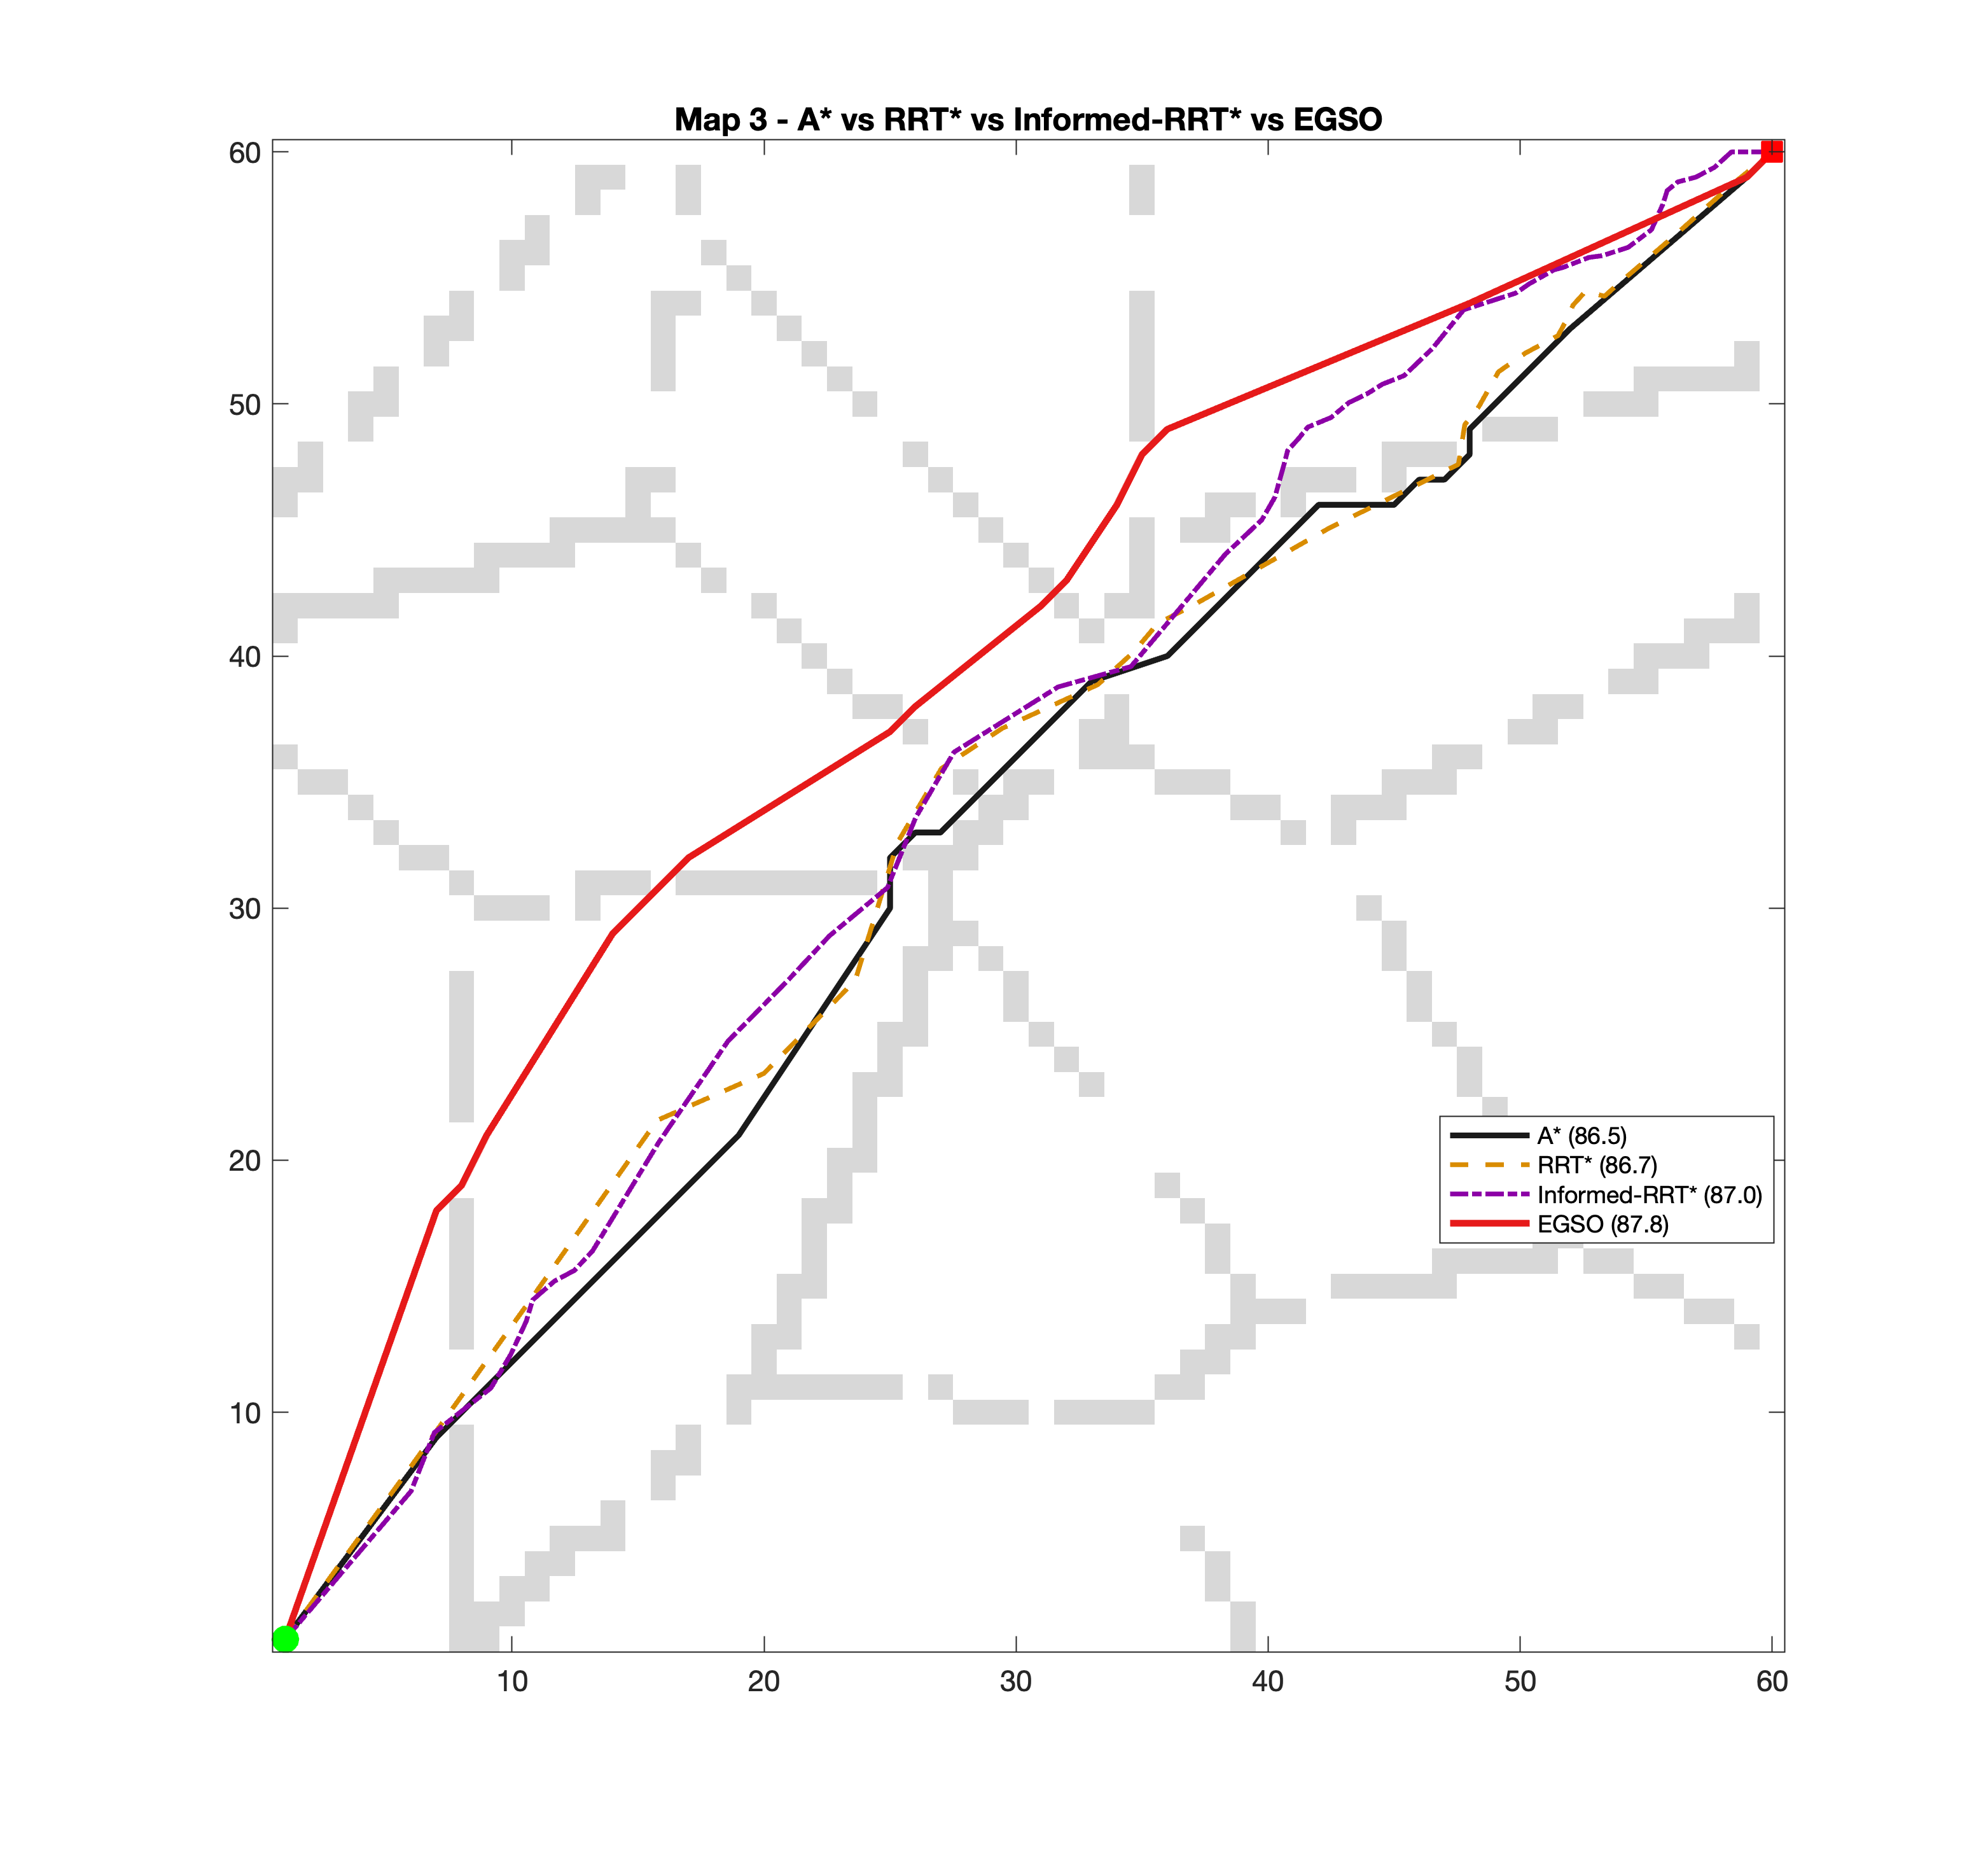 Map 3 - A* vs RRT* vs Informed-RRT* vs EGSO
60
50
40
30
20
10
A* (86.5)
RRT* (86.7)
Informed-RRT* (87.0)
EGSO (87.8)
10 20 30 40 50 60